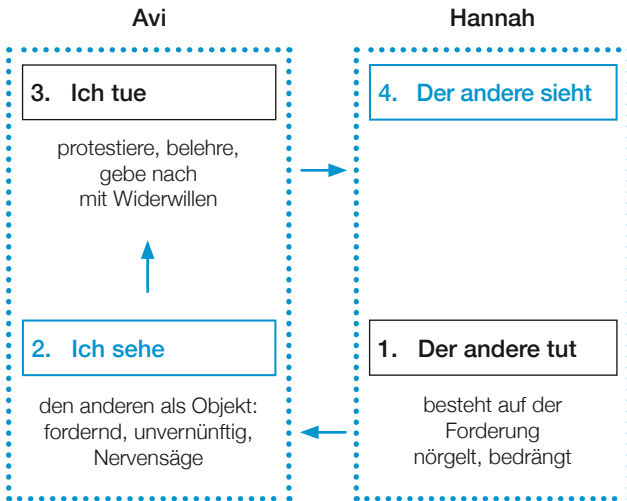 Avi
Hannah
3. Ich tue
protestiere, belehre,
gebe nach
mit Widerwillen
4. Der andere sieht
2. Ich sehe
den anderen als Objekt:
fordernd, unvernünftig,
Nervensäge
1. Der andere tut
besteht auf der
Forderung
nörgelt, bedrängt